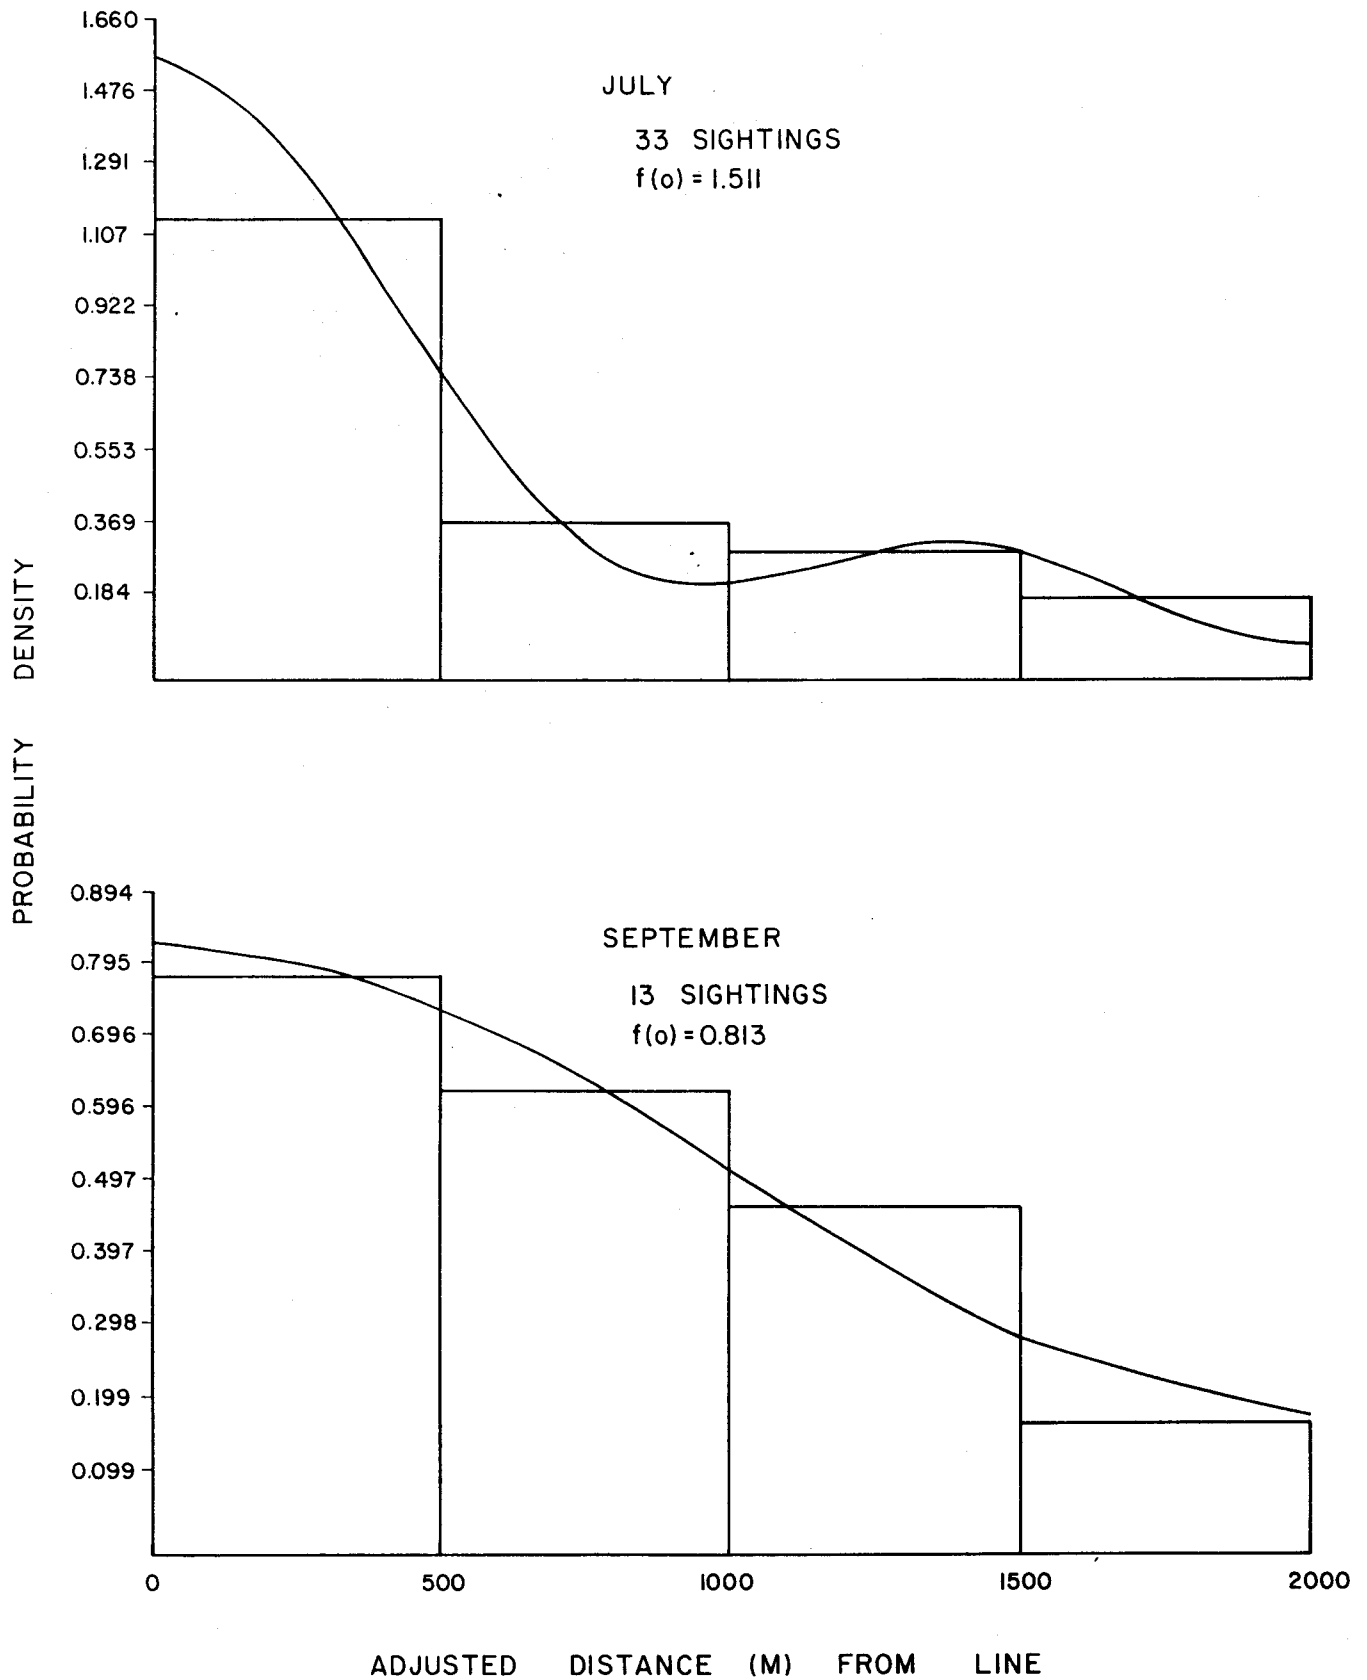 PROBABILITY DENSITY
1.660
1.476
1.291
1.107
0.922
0.738
0.553
0.369
0.184
JULY
33 SIGHTINGS
f(o) = 1.511
0.894
0.795
0.696
0.596
0.497
0.397
0.298
0.199
0.099
SEPTEMBER
13 SIGHTINGS
f(o) = 0.813
0 500 1000 1500 2000
ADJUSTED DISTANCE (M) FROM LINE